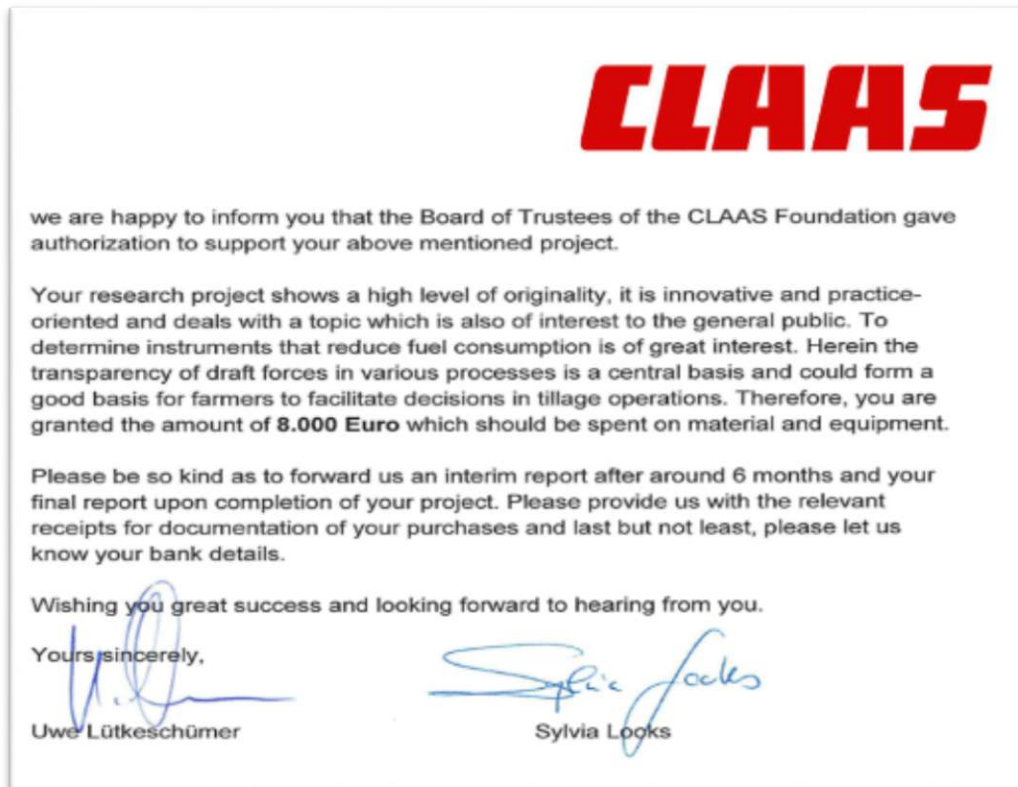 CLAAS
we are happy to inform you that the Board of Trustees of the CLAAS Foundation gave
authorization to support your above mentioned project.
Your research project shows a high level of originality, it is innovative and practice-
oriented and deals with a topic which is also of interest to the general public. To
determine instruments that reduce fuel consumption is of great interest. Herein the
transparency of draft forces in various processes is a central basis and could form a
good basis for farmers to facilitate decisions in tillage operations. Therefore, you are
granted the amount of 8.000 Euro which should be spent on material and equipment.
Please be so kind as to forward us an interim report after around 6 months and your
final report upon completion of your project. Please provide us with the relevant
receipts for documentation of your purchases and last but not least, please let us
know your bank details.
Wishing you great success and looking forward to hearing from you.
Yours sincerely,
Sylvia Looks
Uwe Lütkeschümer Sylvia Looks